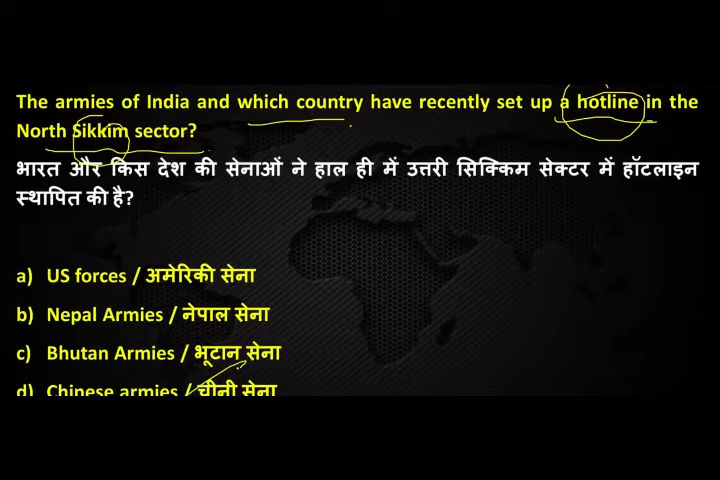 The armies of India and which country have recently set up a hotline in the
North Sikkim sector?
भारत और किस देश की सेनाओं ने हाल ही में उत्तरी सिक्किम सेक्टर में हॉटलाइन
स्थापित की है?
a) US forces / अमेरिकी सेना
b) Nepal Armies / नेपाल सेना
c) Bhutan Armies / भूटान सेना
d) Chinese armies / चीनी सेना